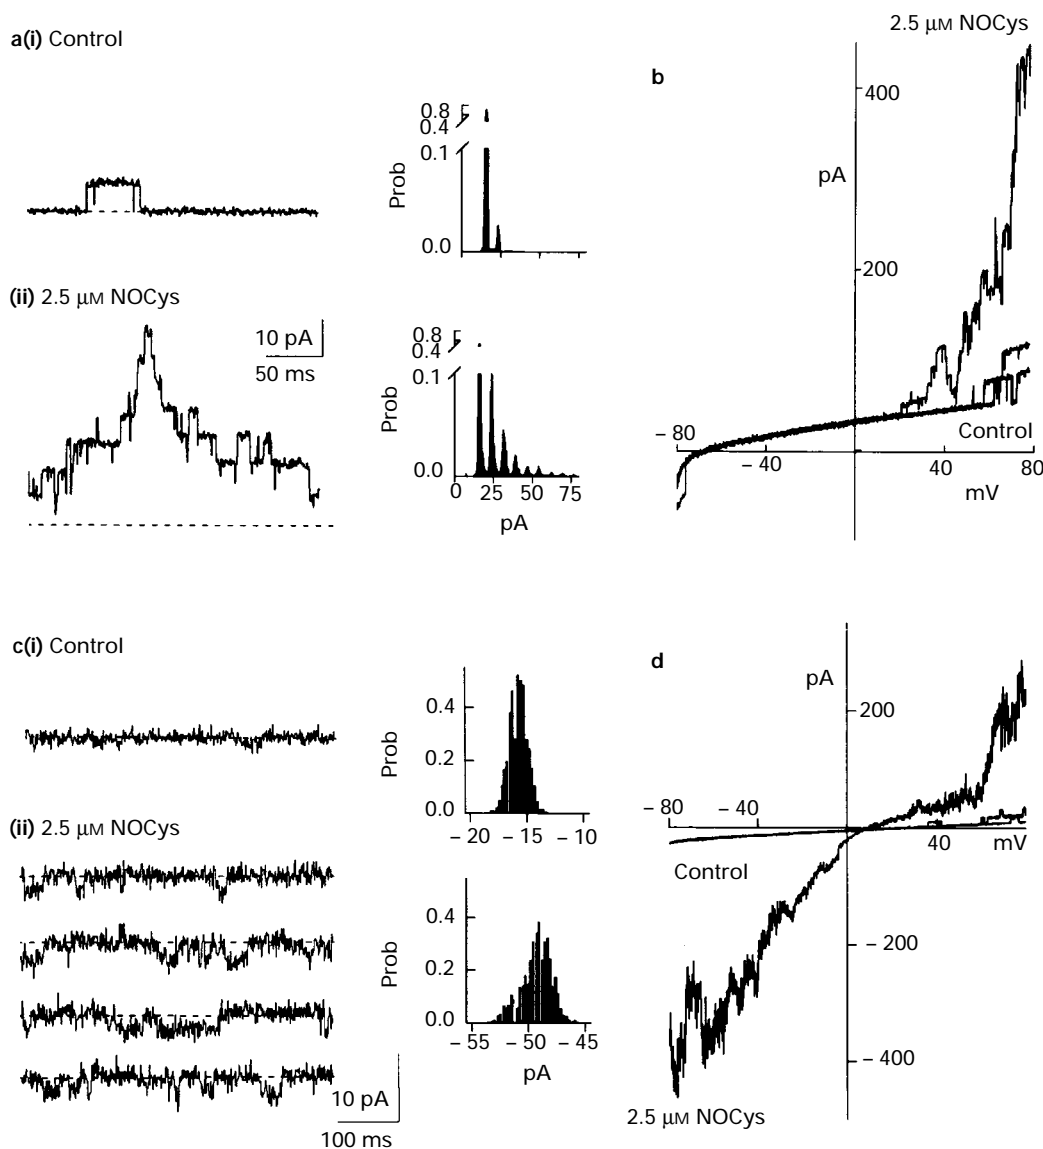 a(i) Control
0.8
0.4
0.1
Prob
0.0
(ii) 2.5 μM NOCys
10 pA
50 ms
0.8
0.4
0.1
Prob
0.0
0 25 50 75
pA
2.5 μM NOCys
b
400
pA
200
– 80
Control
– 40
40
80
mV
c(i) Control
0.4
Prob
0.2
0.0
– 20 – 15 – 10
(ii) 2.5 μM NOCys
0.4
Prob
0.2
0.0
– 55 – 50 – 45
pA
10 pA
100 ms
d
pA
200
– 80
– 40
40
mV
Control
– 200
– 400
2.5 μM NOCys